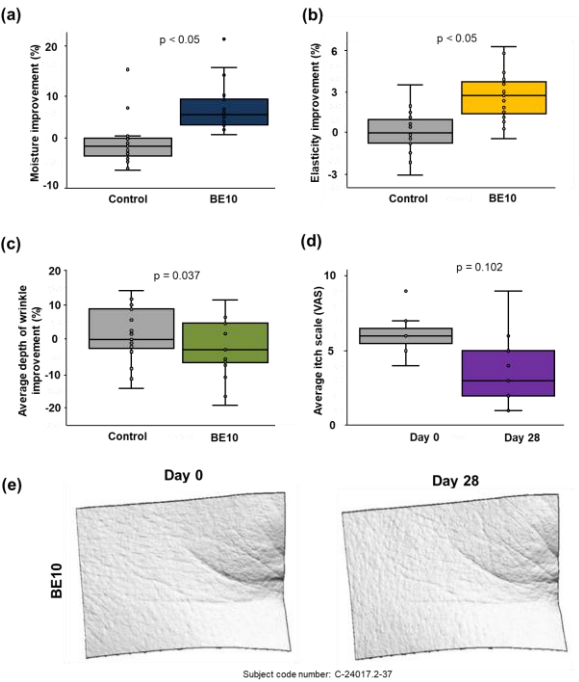 (a)
p < 0.05
Moisture improvement (%)
20
10
0
-10
Control
BE10
(b)
p < 0.05
Elasticity improvement (%)
6
3
0
-3
Control
BE10
(c)
p = 0.037
Average depth of wrinkle
improvement (%)
20
10
0
-10
-20
Control
BE10
(d)
p = 0.102
Average itch scale (VAS)
10
5
0
Day 0
Day 28
(e)
Day 0
Day 28
BE10
Subject code number: C-24017.2-37